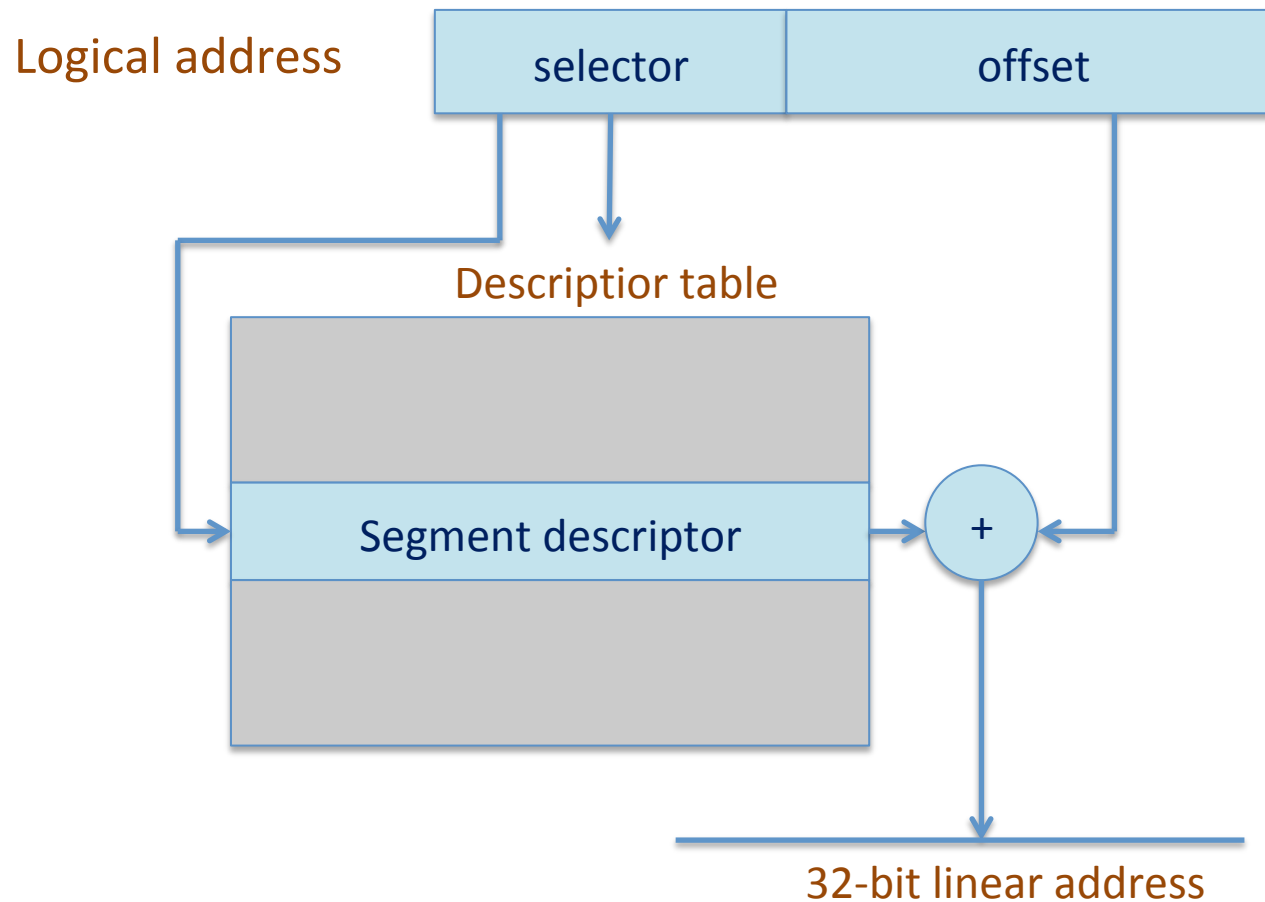 Logical address
selector
offset
Descriptior table
Segment descriptor
+
32-bit linear address